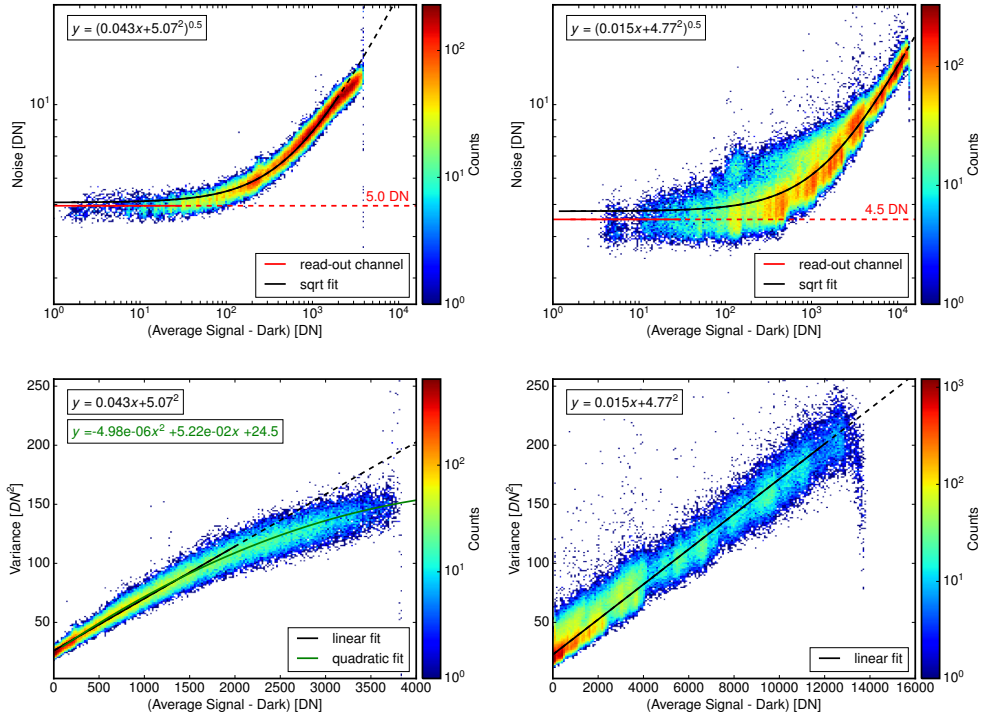 y = (0.043x+5.07²)^0.5
5.0 DN
read-out channel
sqrt fit
Noise [DN]
10¹
10⁰ 10¹ 10² 10³ 10⁴
(Average Signal - Dark) [DN]
10² 10¹ 10⁰
Counts
y = (0.015x+4.77²)^0.5
4.5 DN
read-out channel
sqrt fit
Noise [DN]
10¹
10⁰ 10¹ 10² 10³ 10⁴
(Average Signal - Dark) [DN]
10² 10¹ 10⁰
Counts
y = 0.043x+5.07²
y =-4.98e-06x² +5.22e-02x +24.5
linear fit
quadratic fit
Variance [DN²]
250 200 150 100 50
0 500 1000 1500 2000 2500 3000 3500 4000
(Average Signal - Dark) [DN]
10² 10¹ 10⁰
Counts
y = 0.015x+4.77²
linear fit
Variance [DN²]
250 200 150 100 50
0 2000 4000 6000 8000 10000 12000 14000 16000
(Average Signal - Dark) [DN]
10³ 10² 10¹ 10⁰
Counts